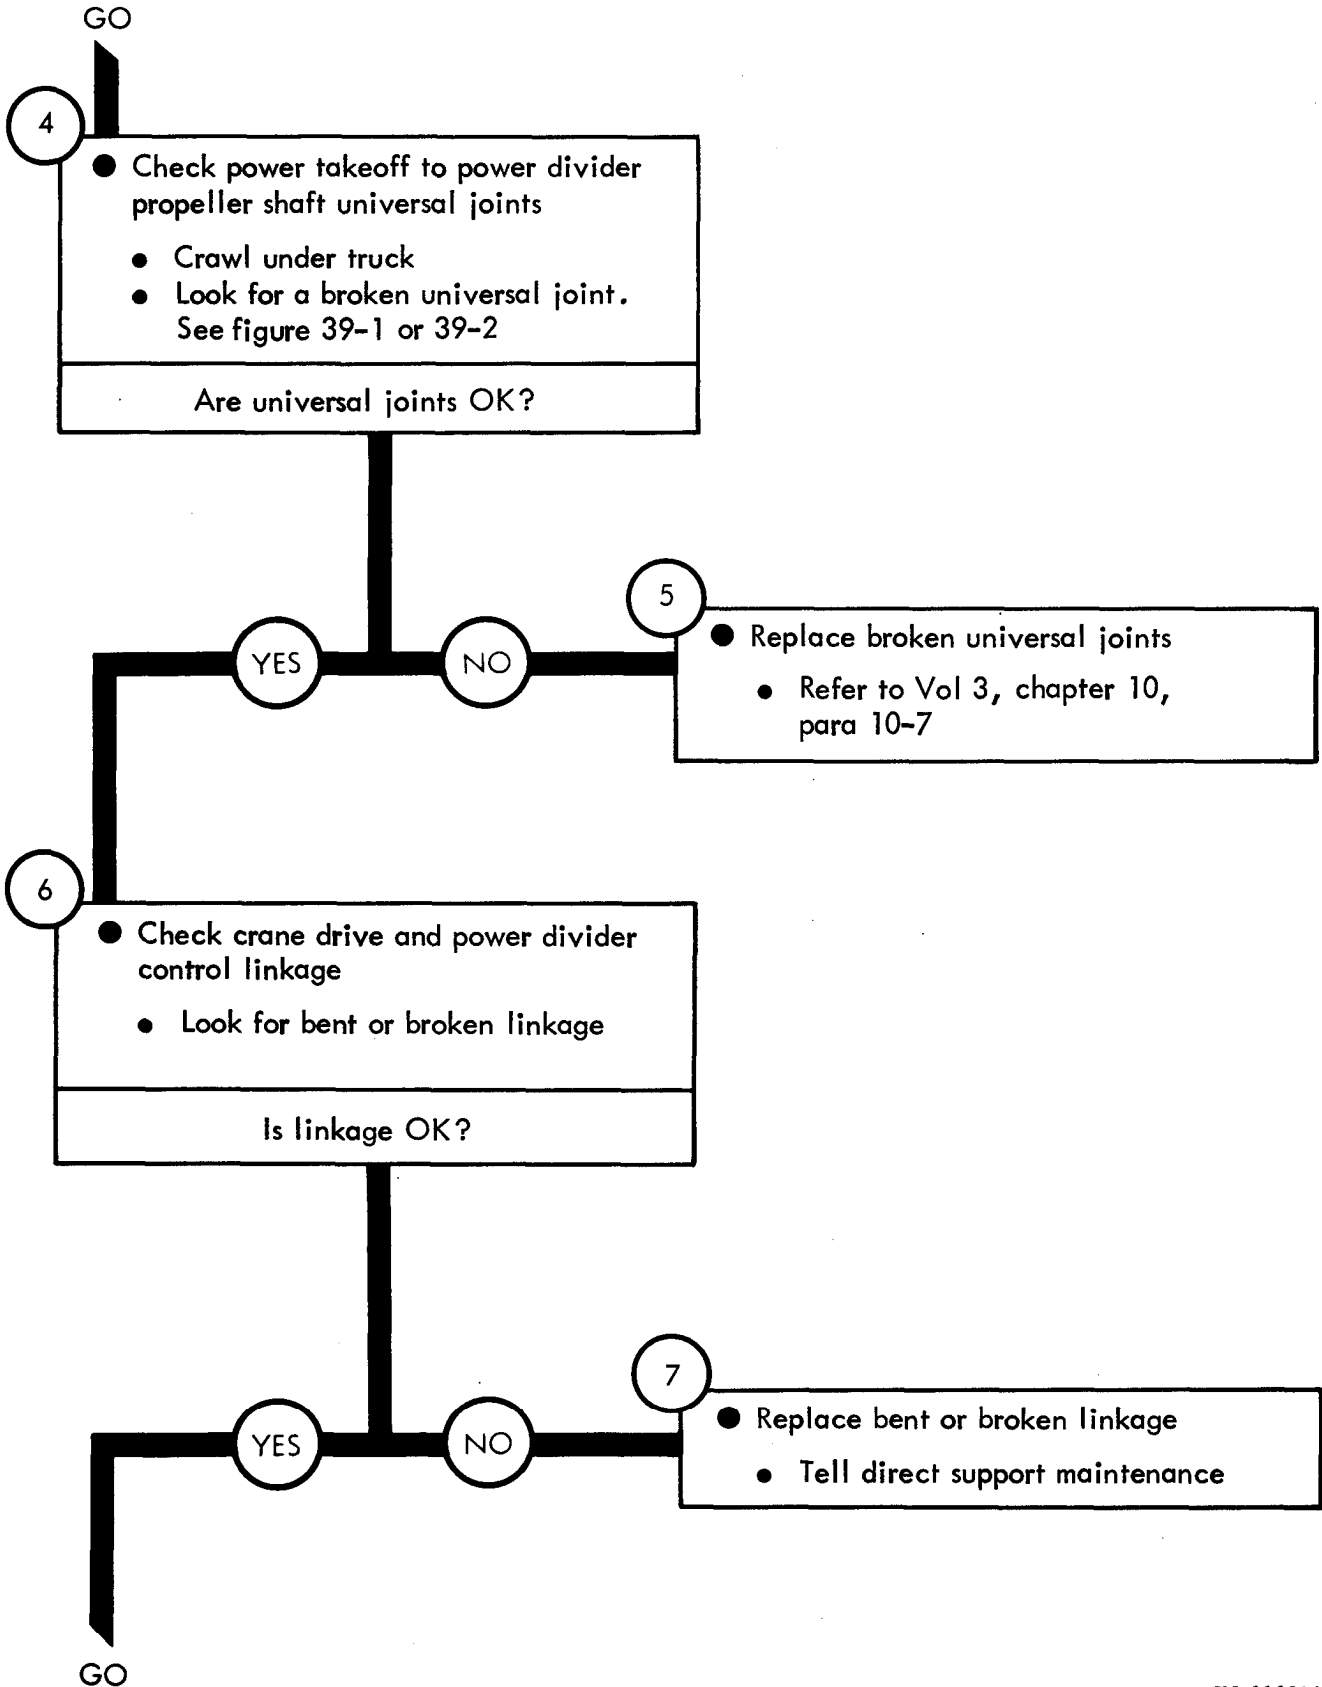 GO
4
● Check power takeoff to power divider
propeller shaft universal joints
● Crawl under truck
● Look for a broken universal joint.
See figure 39-1 or 39-2
Are universal joints OK?
YES
NO
5
● Replace broken universal joints
● Refer to Vol 3, chapter 10,
para 10-7
6
● Check crane drive and power divider
control linkage
● Look for bent or broken linkage
Is linkage OK?
YES
NO
7
● Replace bent or broken linkage
● Tell direct support maintenance
GO